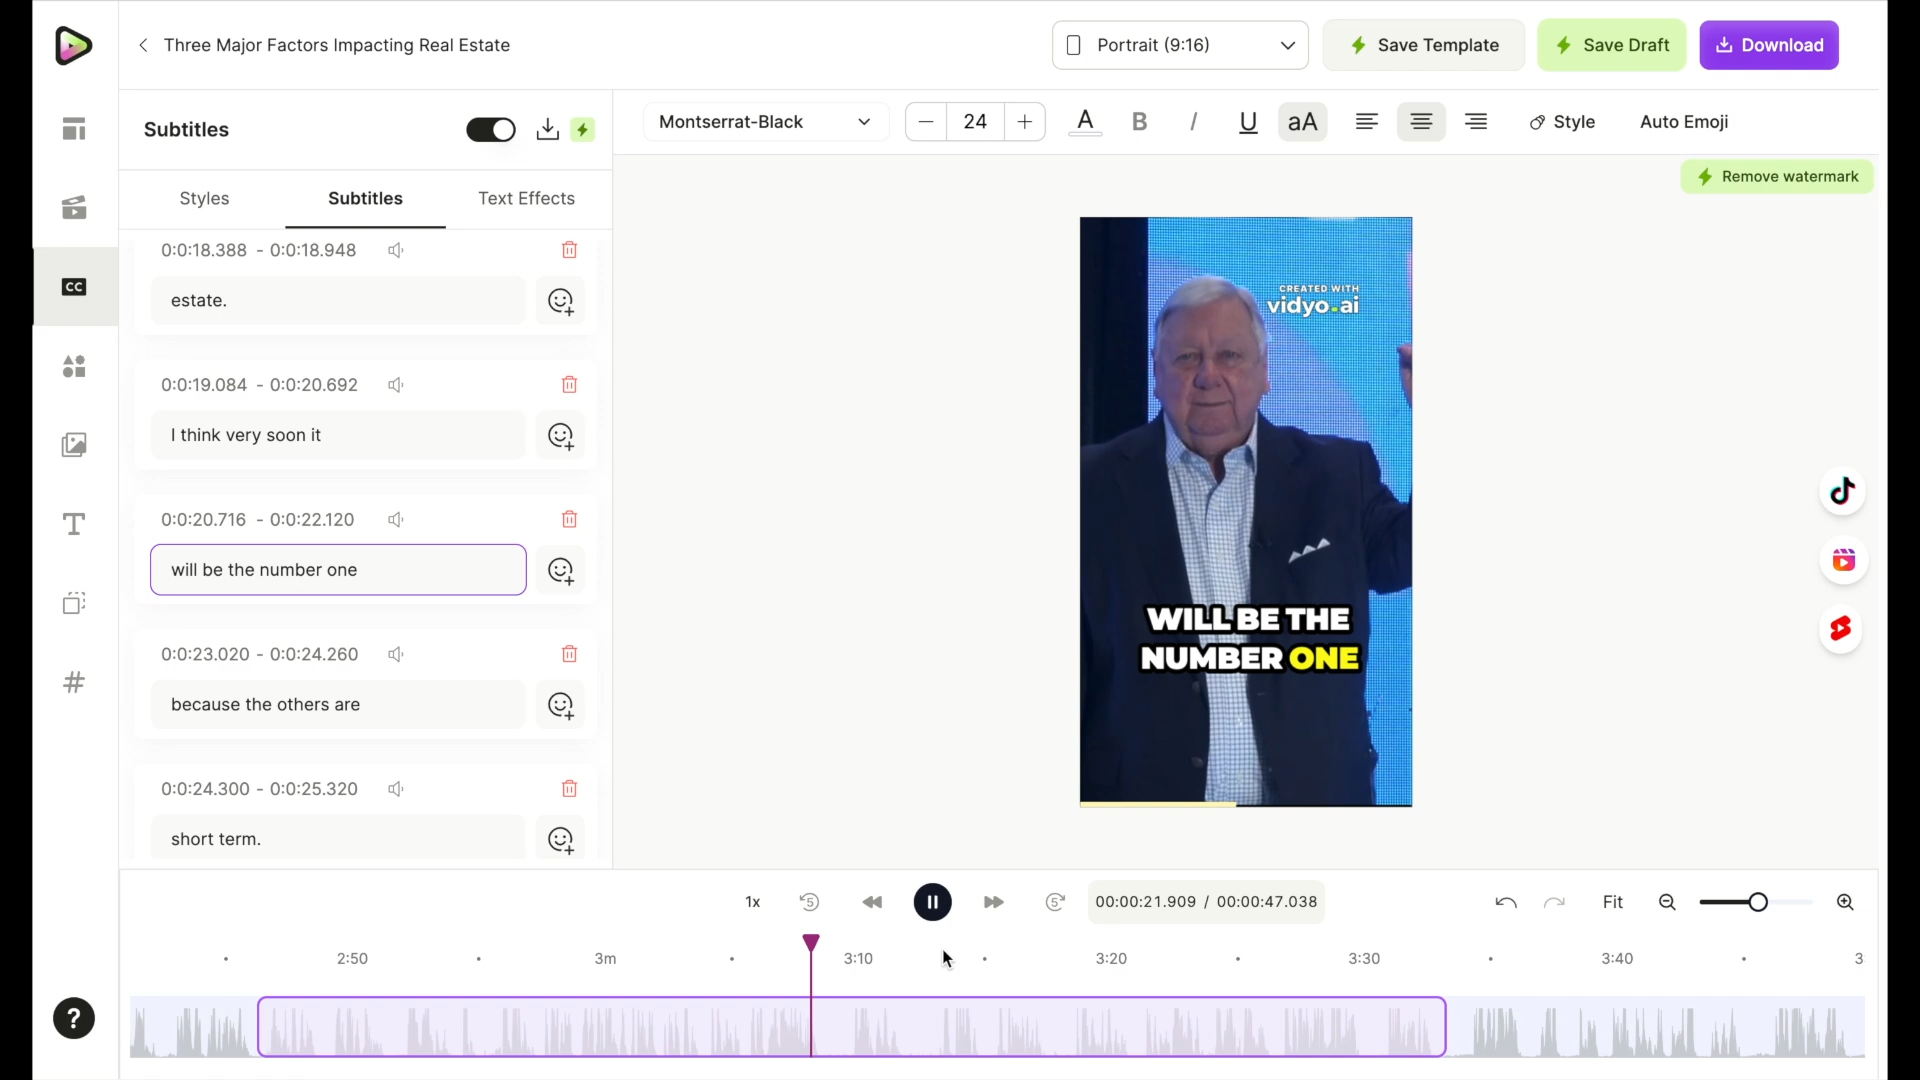 Three Major Factors Impacting Real Estate
Portrait (9:16)
Save Template
Save Draft
Download
Subtitles
Montserrat-Black
24
A
B
I
U
aA
Style
Auto Emoji
Styles
Subtitles
Text Effects
Remove watermark
0:0:18.388 - 0:0:18.948
estate.
CC
0:0:19.084 - 0:0:20.692
I think very soon it
0:0:20.716 - 0:0:22.120
will be the number one
0:0:23.020 - 0:0:24.260
because the others are
0:0:24.300 - 0:0:25.320
short term.
T
#
CREATED WITH
vidyo.ai
WILL BE THE
NUMBER ONE
1x
5
5
00:00:21.909 / 00:00:47.038
Fit
2:50
3m
3:10
3:20
3:30
3:40
3
?